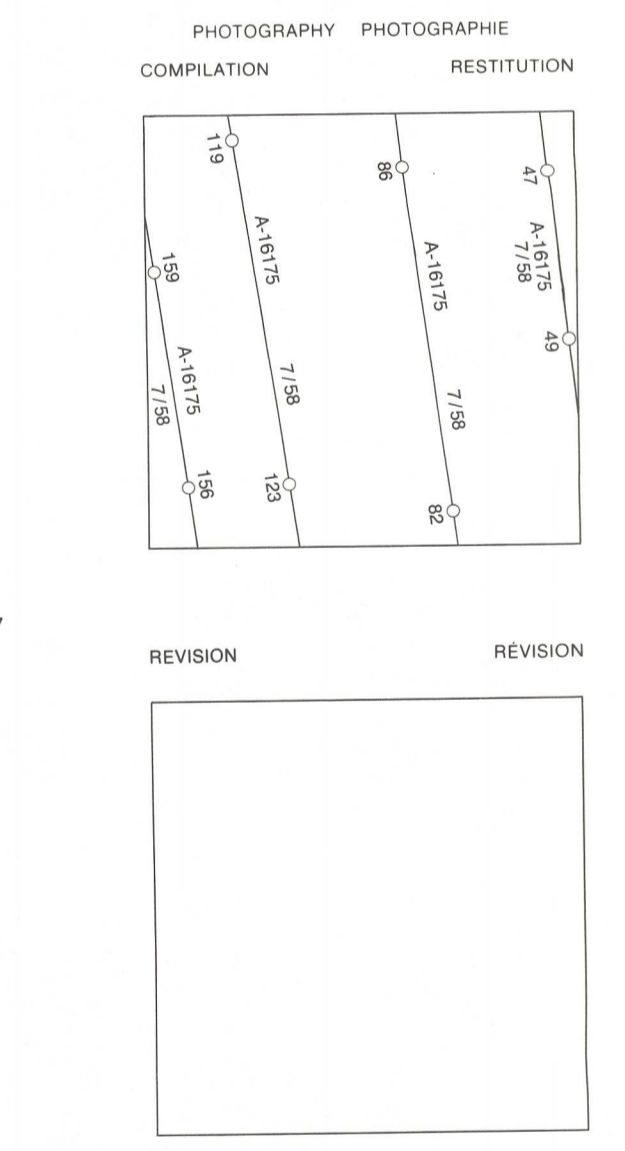 PHOTOGRAPHY PHOTOGRAPHIE
COMPILATION RESTITUTION
119
86
47
A-16175
7/58
49
A-16175
7/58
82
A-16175
7/58
123
159
A-16175
7/58
156
REVISION RÉVISION